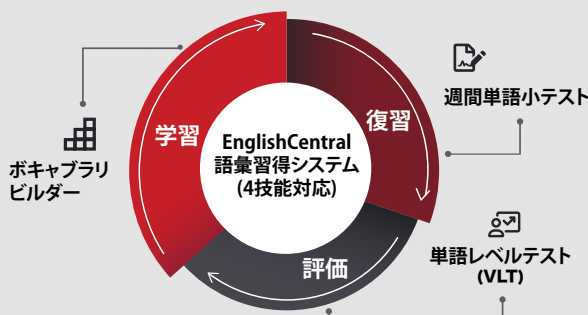 学習
復習
週間単語小テスト
ボキャブラリ
ビルダー
EnglishCentral
語彙習得システム
(4技能対応)
評価
単語レベルテスト
(VLT)